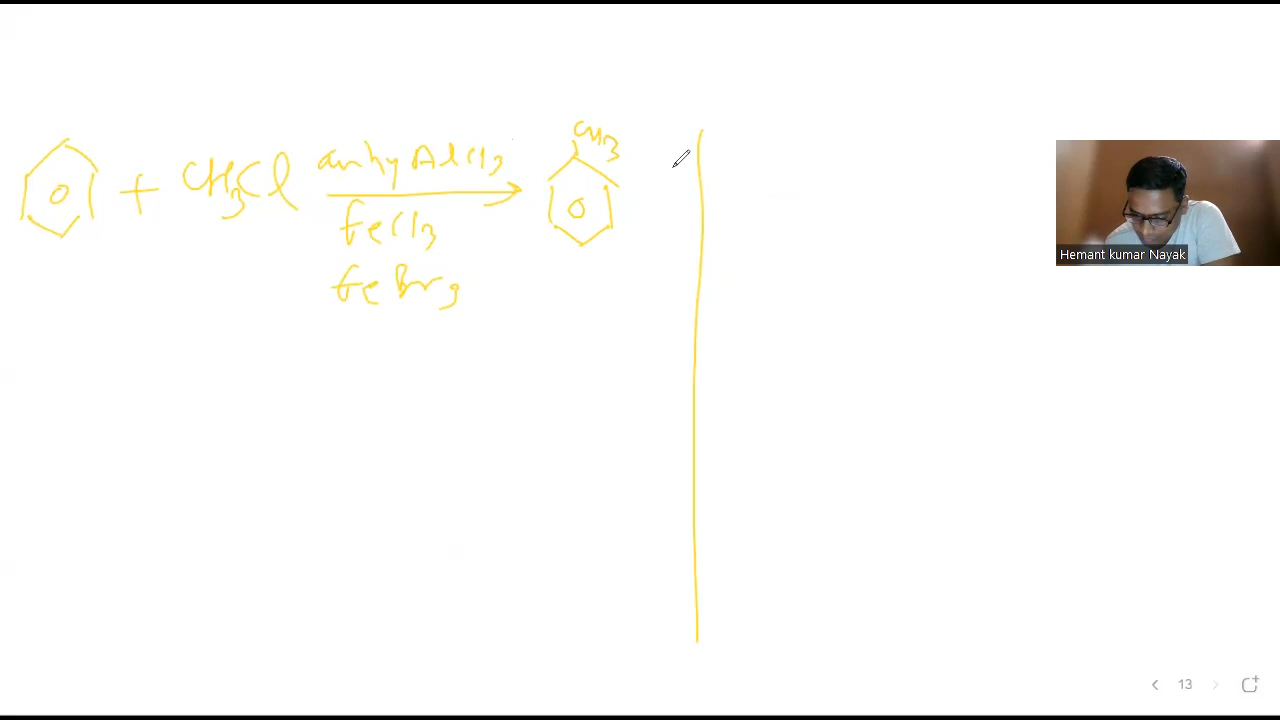 + CH3Cl anhy AlCl3 CH3
FeCl3
FeBr3
Hemant kumar Nayak
13